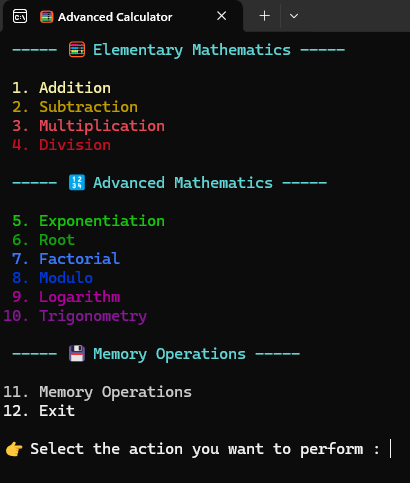 Advanced Calculator
----- 🧮 Elementary Mathematics -----
1. Addition
2. Subtraction
3. Multiplication
4. Division
----- 🔢 Advanced Mathematics -----
5. Exponentiation
6. Root
7. Factorial
8. Modulo
9. Logarithm
10. Trigonometry
----- 💾 Memory Operations -----
11. Memory Operations
12. Exit
👉 Select the action you want to perform :